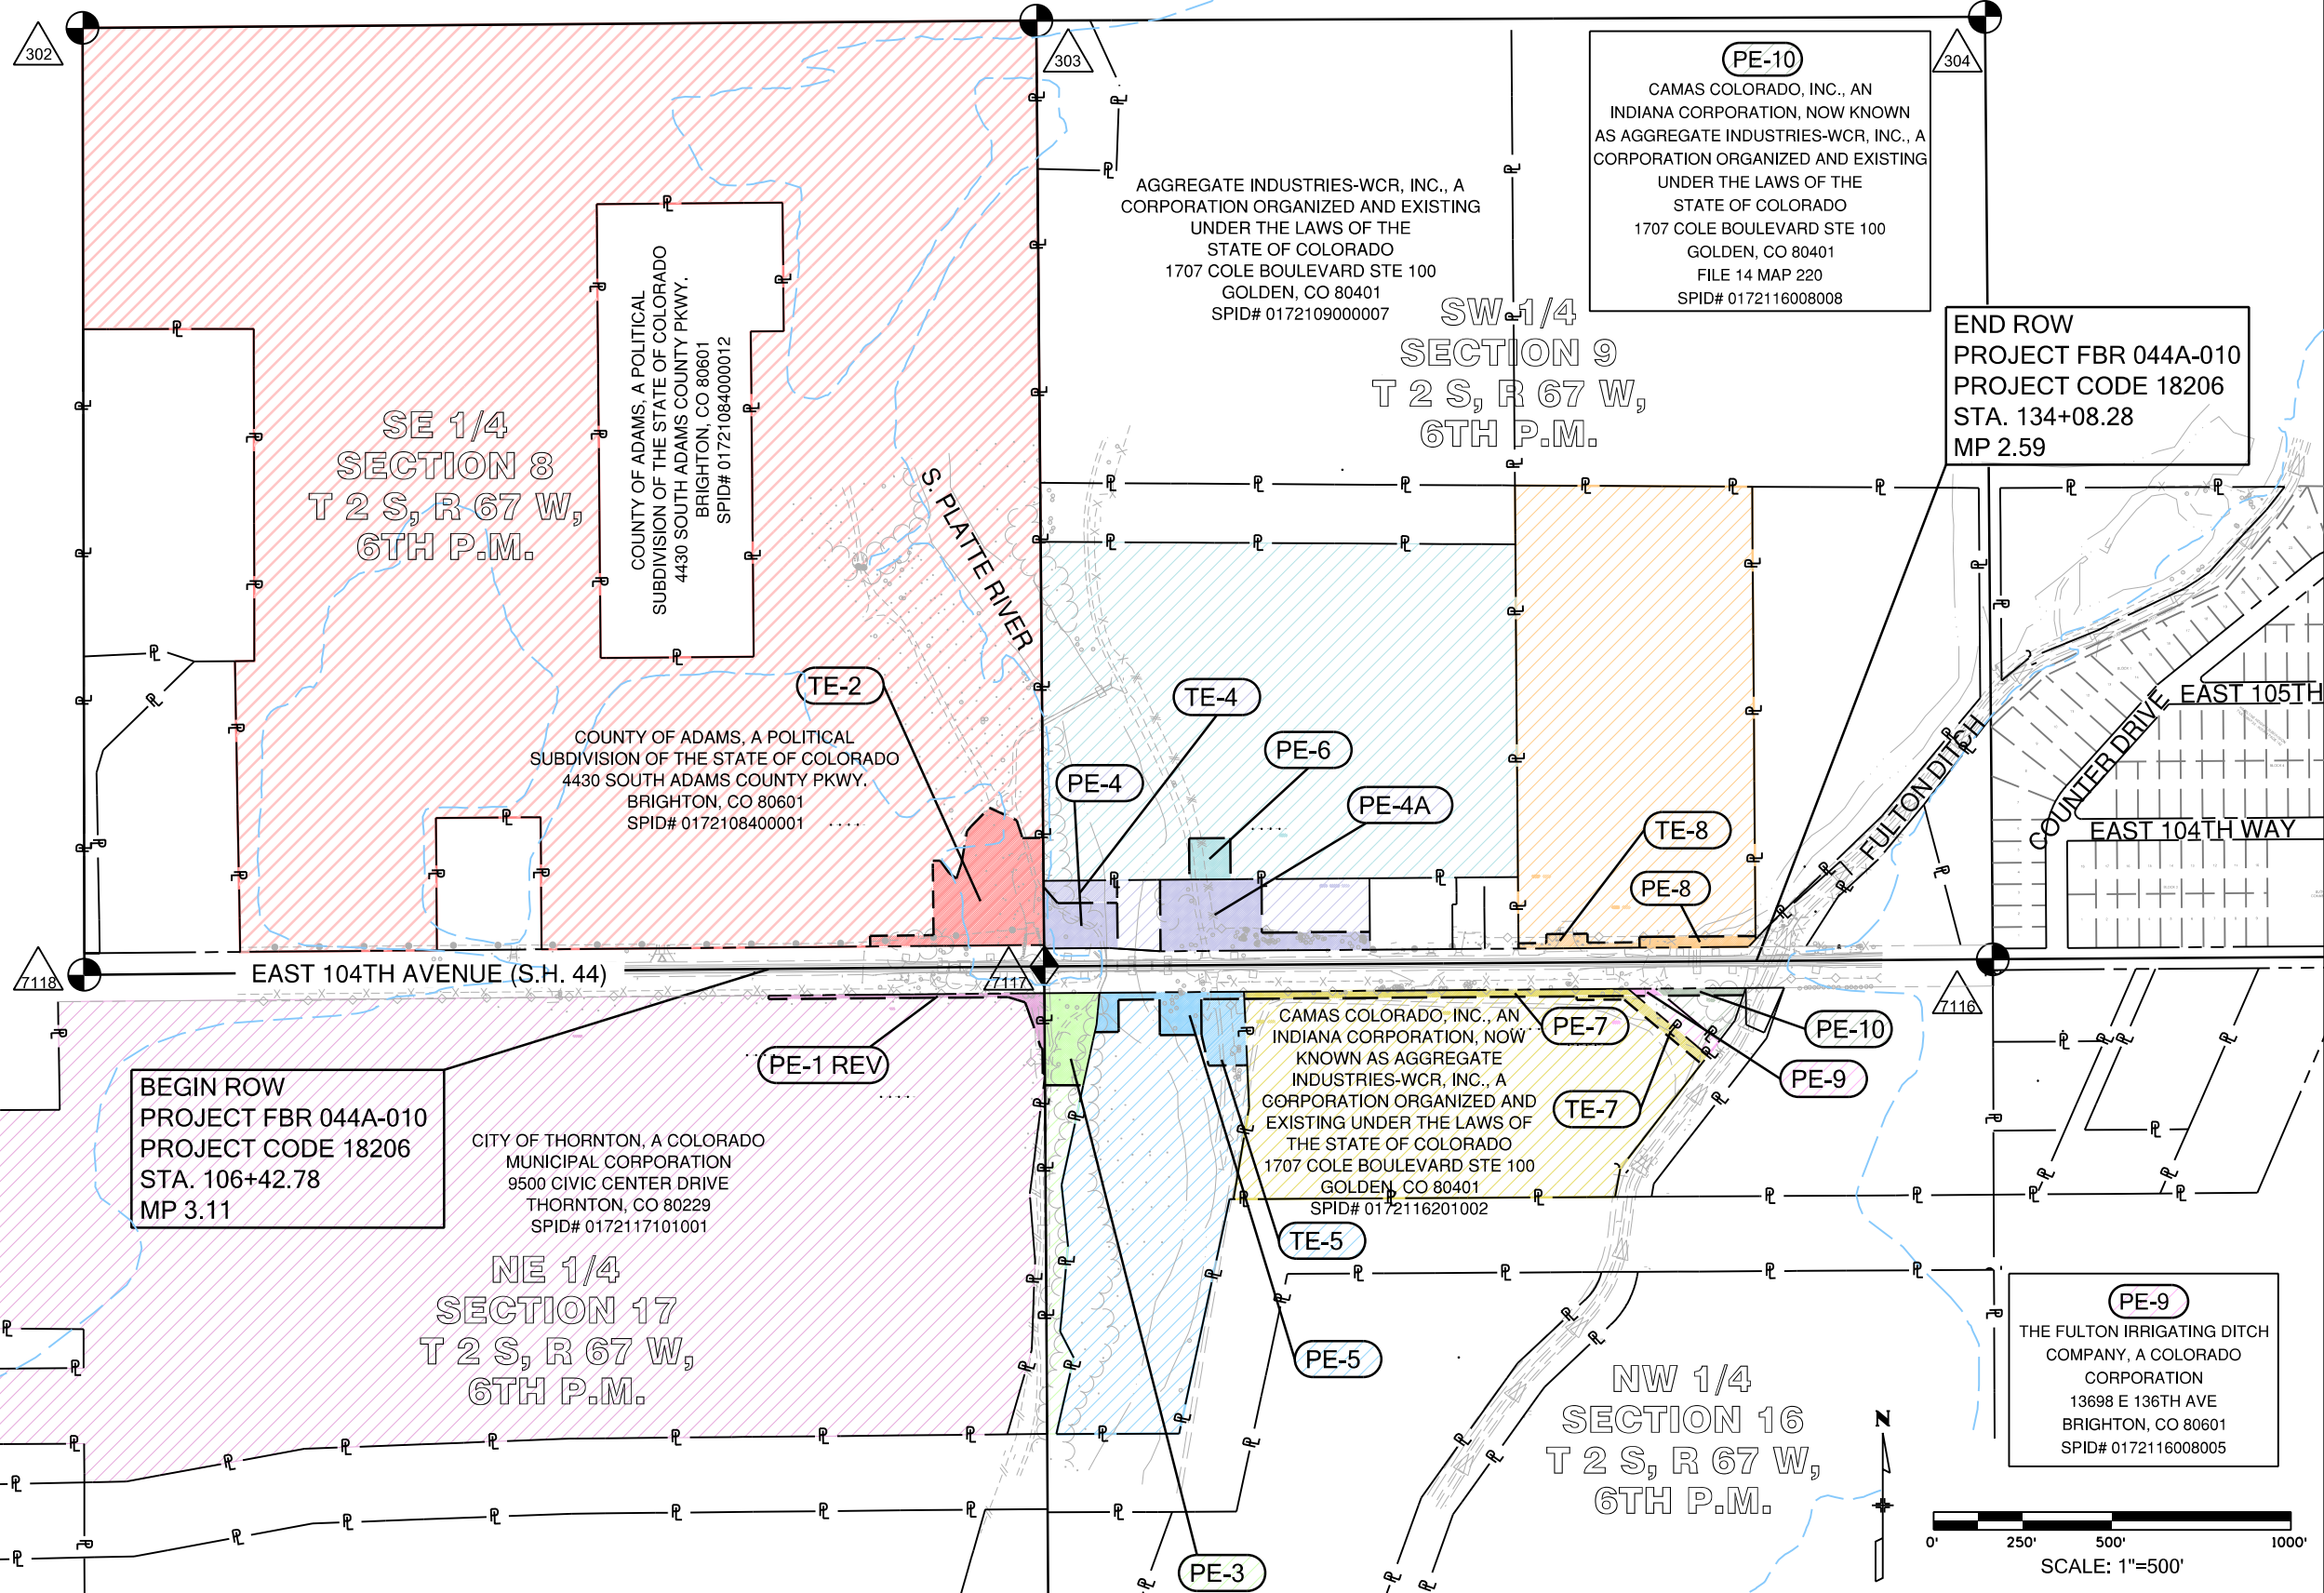 302
303
304
PE-10
CAMAS COLORADO, INC., AN
INDIANA CORPORATION, NOW KNOWN
AS AGGREGATE INDUSTRIES-WCR, INC., A
CORPORATION ORGANIZED AND EXISTING
UNDER THE LAWS OF THE
STATE OF COLORADO
1707 COLE BOULEVARD STE 100
GOLDEN, CO 80401
FILE 14 MAP 220
SPID# 0172116008008
AGGREGATE INDUSTRIES-WCR, INC., A
CORPORATION ORGANIZED AND EXISTING
UNDER THE LAWS OF THE
STATE OF COLORADO
1707 COLE BOULEVARD STE 100
GOLDEN, CO 80401
SPID# 0172109000007
SW 1/4
SECTION 9
T 2 S, R 67 W,
6TH P.M.
END ROW
PROJECT FBR 044A-010
PROJECT CODE 18206
STA. 134+08.28
MP 2.59
COUNTY OF ADAMS, A POLITICAL
SUBDIVISION OF THE STATE OF COLORADO
4430 SOUTH ADAMS COUNTY PKWY.
BRIGHTON, CO 80601
SPID# 0172108400012
SE 1/4
SECTION 8
T 2 S, R 67 W,
6TH P.M.
S. PLATTE RIVER
TE-2
TE-4
PE-6
PE-4
PE-4A
COUNTY OF ADAMS, A POLITICAL
SUBDIVISION OF THE STATE OF COLORADO
4430 SOUTH ADAMS COUNTY PKWY.
BRIGHTON, CO 80601
SPID# 0172108400001
TE-8
PE-8
FULTON DITCH
COUNTER DRIVE
EAST 105TH
EAST 104TH WAY
7118
EAST 104TH AVENUE (S.H. 44)
7117
7116
PE-1 REV
BEGIN ROW
PROJECT FBR 044A-010
PROJECT CODE 18206
STA. 106+42.78
MP 3.11
CITY OF THORNTON, A COLORADO
MUNICIPAL CORPORATION
9500 CIVIC CENTER DRIVE
THORNTON, CO 80229
SPID# 0172117101001
NE 1/4
SECTION 17
T 2 S, R 67 W,
6TH P.M.
CAMAS COLORADO, INC., AN
INDIANA CORPORATION, NOW
KNOWN AS AGGREGATE
INDUSTRIES-WCR, INC., A
CORPORATION ORGANIZED AND
EXISTING UNDER THE LAWS OF
THE STATE OF COLORADO
1707 COLE BOULEVARD STE 100
GOLDEN, CO 80401
SPID# 0172116201002
PE-7
PE-10
PE-9
TE-7
TE-5
PE-5
PE-3
NW 1/4
SECTION 16
T 2 S, R 67 W,
6TH P.M.
PE-9
THE FULTON IRRIGATING DITCH
COMPANY, A COLORADO
CORPORATION
13698 E 136TH AVE
BRIGHTON, CO 80601
SPID# 0172116008005
N
0' 250' 500' 1000'
SCALE: 1"=500'